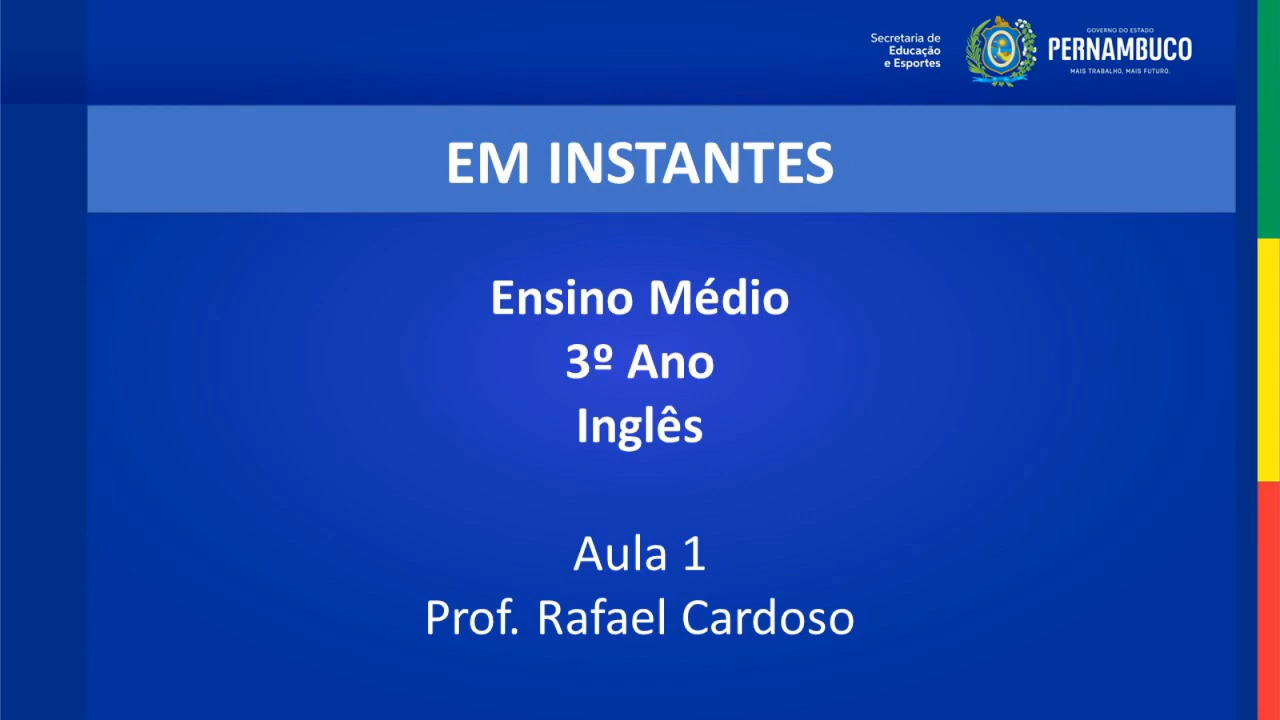 Secretaria de
Educação
e Esportes
GOVERNO DO ESTADO
PERNAMBUCO
MAIS TRABALHO, MAIS FUTURO.
EM INSTANTES
Ensino Médio
3º Ano
Inglês
Aula 1
Prof. Rafael Cardoso